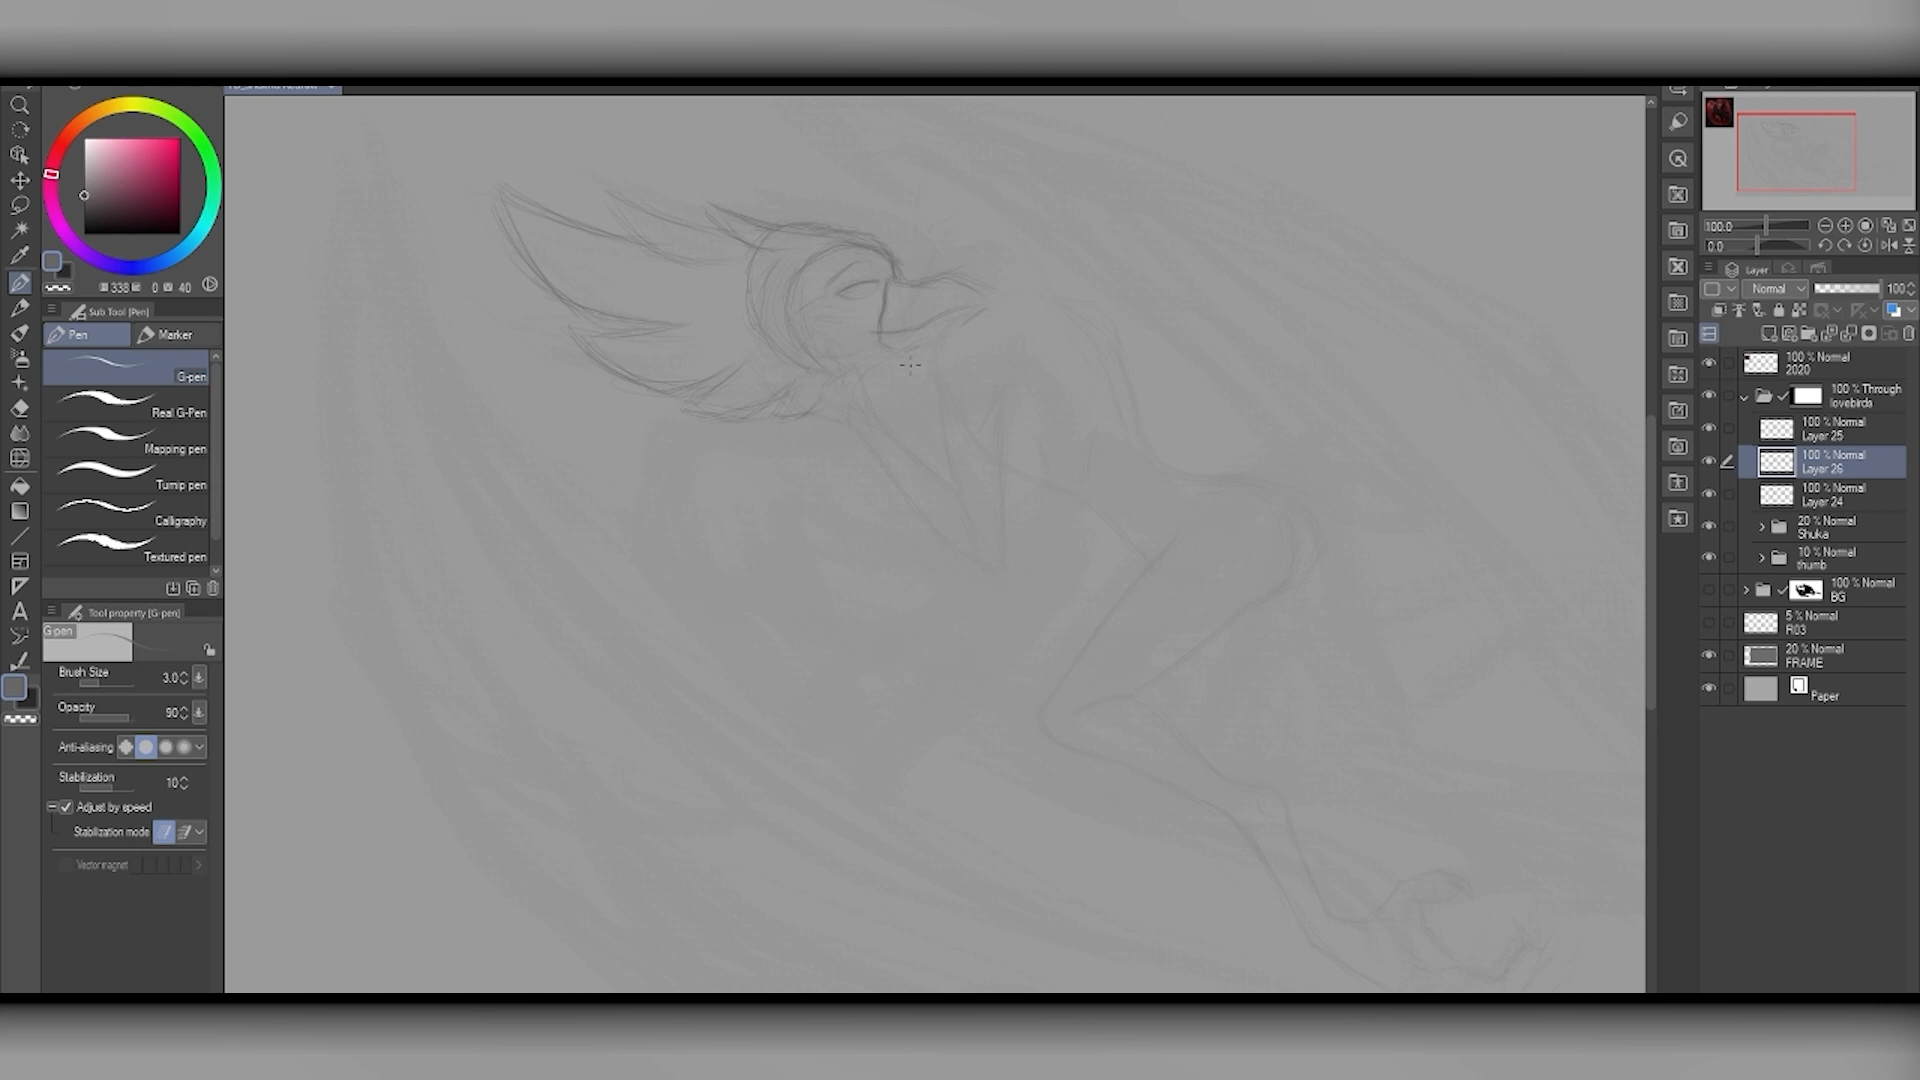 338 0 40
Sub Tool [Pen]
Pen
Marker
G-pen
Real G-Pen
Mapping pen
Turnip pen
Calligraphy
Textured pen
Tool property [G-pen]
G-pen
Brush Size
3.0
Opacity
90
Anti-aliasing
Stabilization
10
Adjust by speed
Stabilization mode
Vector magnet
100.0
0.0
Layer
Normal
100
100 % Normal
2020
100 % Through
lovebirds
100 % Normal
Layer 25
100 % Normal
Layer 26
100 % Normal
Layer 24
20 % Normal
Shuka
10 % Normal
thumb
100 % Normal
BG
5 % Normal
R03
20 % Normal
FRAME
Paper